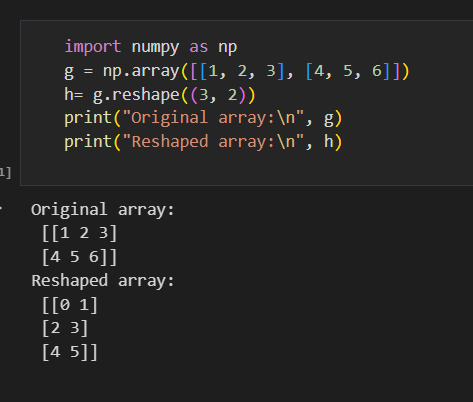 import numpy as np
g = np.array([[1, 2, 3], [4, 5, 6]])
h= g.reshape((3, 2))
print("Original array:\n", g)
print("Reshaped array:\n", h)
1]
Original array:
[[1 2 3]
[4 5 6]]
Reshaped array:
[[0 1]
[2 3]
[4 5]]